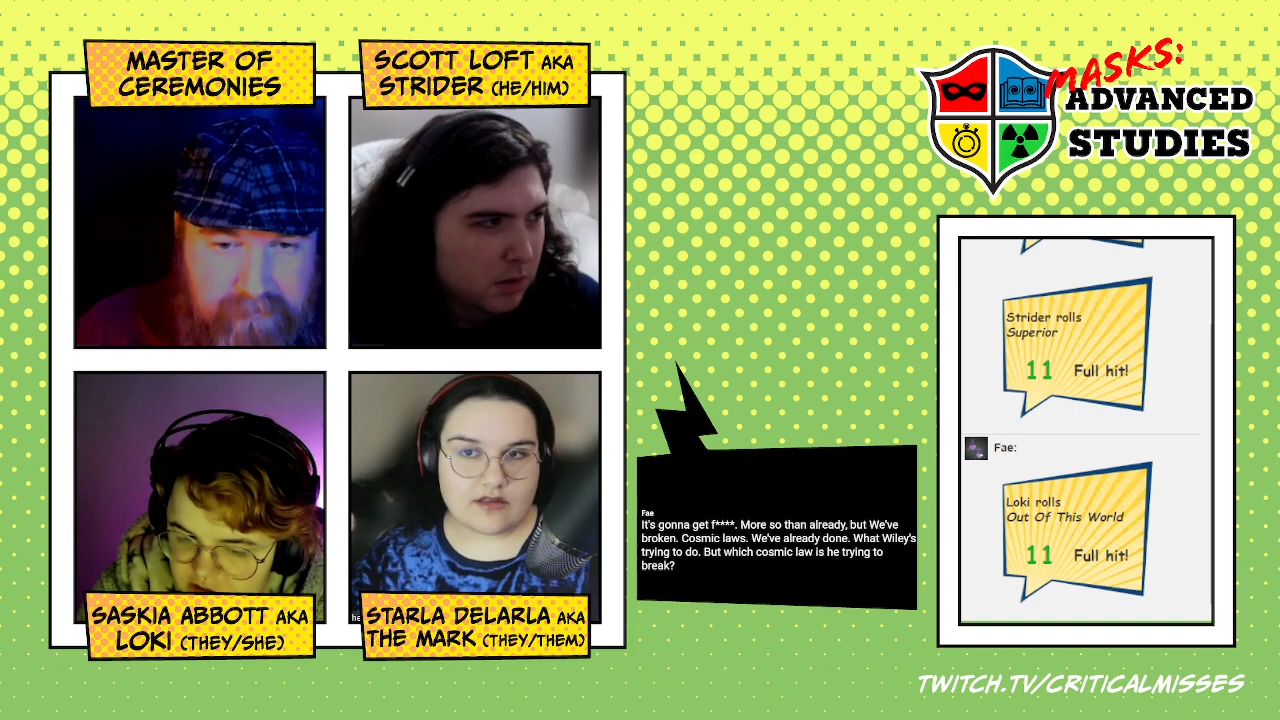 MASTER OF
CEREMONIES
SCOTT LOFT AKA
STRIDER (HE/HIM)
SASKIA ABBOTT AKA
LOKI (THEY/SHE)
he
STARLA DELARLA AKA
THE MARK (THEY/THEM)
Fae
It's gonna get f****. More so than already, but We've
broken. Cosmic laws. We've already done. What Wiley's
trying to do. But which cosmic law is he trying to
break?
MASKS:
ADVANCED
STUDIES
Strider rolls
Superior
11 Full hit!
Fae:
Loki rolls
Out Of This World
11 Full hit!
TWITCH.TV/CRITICALMISSES